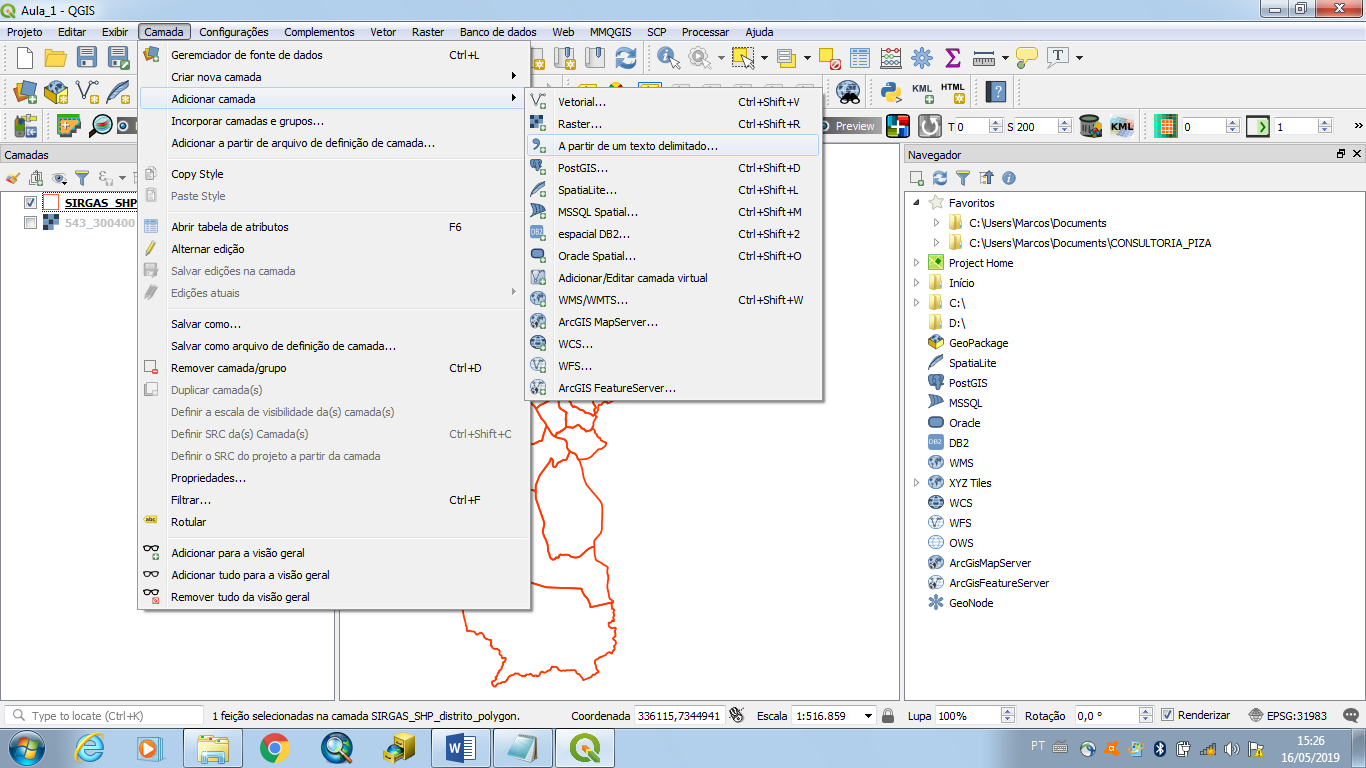 Aula_1 - QGIS
Projeto Editar Exibir Camada Configurações Complementos Vetor Raster Banco de dados Web MMQGIS SCP Processar Ajuda
Gerenciador de fonte de dados Ctrl+L
Criar nova camada
Adicionar camada
Incorporar camadas e grupos...
Adicionar a partir de arquivo de definição de camada...
Copy Style
Paste Style
Abrir tabela de atributos F6
Alternar edição
Salvar edições na camada
Edições atuais
Salvar como...
Salvar como arquivo de definição de camada...
Remover camada/grupo Ctrl+D
Duplicar camada(s)
Definir a escala de visibilidade da(s) camada(s)
Definir SRC da(s) Camada(s) Ctrl+Shift+C
Definir o SRC do projeto a partir da camada
Propriedades...
Filtrar... Ctrl+F
Rotular
Adicionar para a visão geral
Adicionar tudo para a visão geral
Remover tudo da visão geral
Vetorial... Ctrl+Shift+V
Raster... Ctrl+Shift+R
A partir de um texto delimitado...
PostGIS... Ctrl+Shift+D
SpatiaLite... Ctrl+Shift+L
MSSQL Spatial... Ctrl+Shift+M
espacial DB2... Ctrl+Shift+2
Oracle Spatial... Ctrl+Shift+O
Adicionar/Editar camada virtual
WMS/WMTS... Ctrl+Shift+W
ArcGIS MapServer...
WCS...
WFS...
ArcGIS FeatureServer...
KML HTML
Preview KML T 0 S 200 0 1
Camadas
SIRGAS_SHP
543_300400
Navegador
Favoritos
C:\Users\Marcos\Documents
C:\Users\Marcos\Documents\CONSULTORIA_PIZA
Project Home
Início
C:\
D:\
GeoPackage
SpatiaLite
PostGIS
MSSQL
Oracle
DB2
WMS
XYZ Tiles
WCS
WFS
OWS
ArcGisMapServer
ArcGisFeatureServer
GeoNode
Type to locate (Ctrl+K) 1 feição selecionadas na camada SIRGAS_SHP_distrito_polygon. Coordenada 336115,7344941 Escala 1:516.859 Lupa 100% Rotação 0,0 ° Renderizar EPSG:31983
PT 15:26
16/05/2019